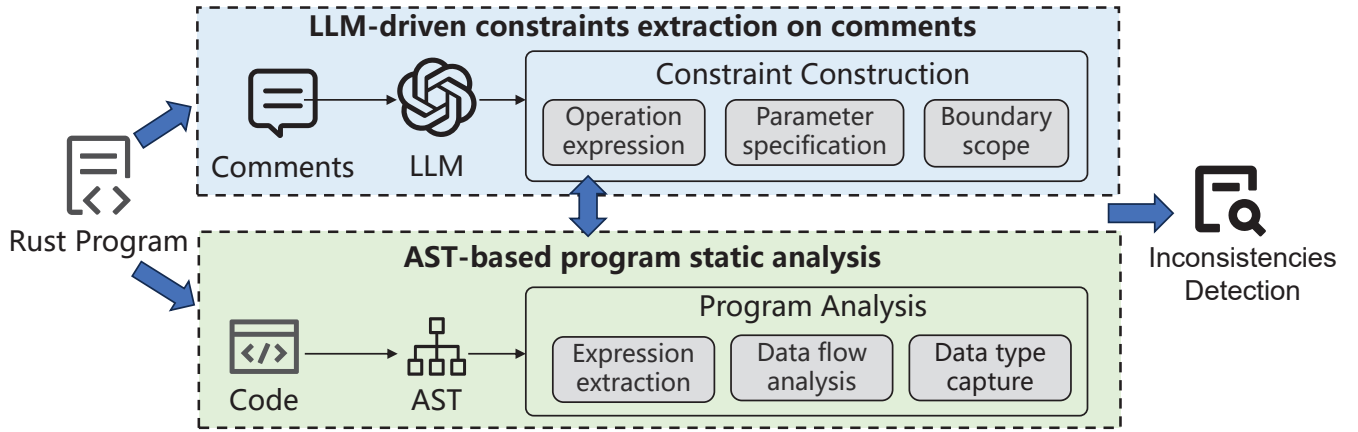 LLM-driven constraints extraction on comments
Constraint Construction
Operation
expression
Parameter
specification
Boundary
scope
Comments
LLM
Rust Program
AST-based program static analysis
Program Analysis
Expression
extraction
Data flow
analysis
Data type
capture
</>
Code
AST
Inconsistencies
Detection